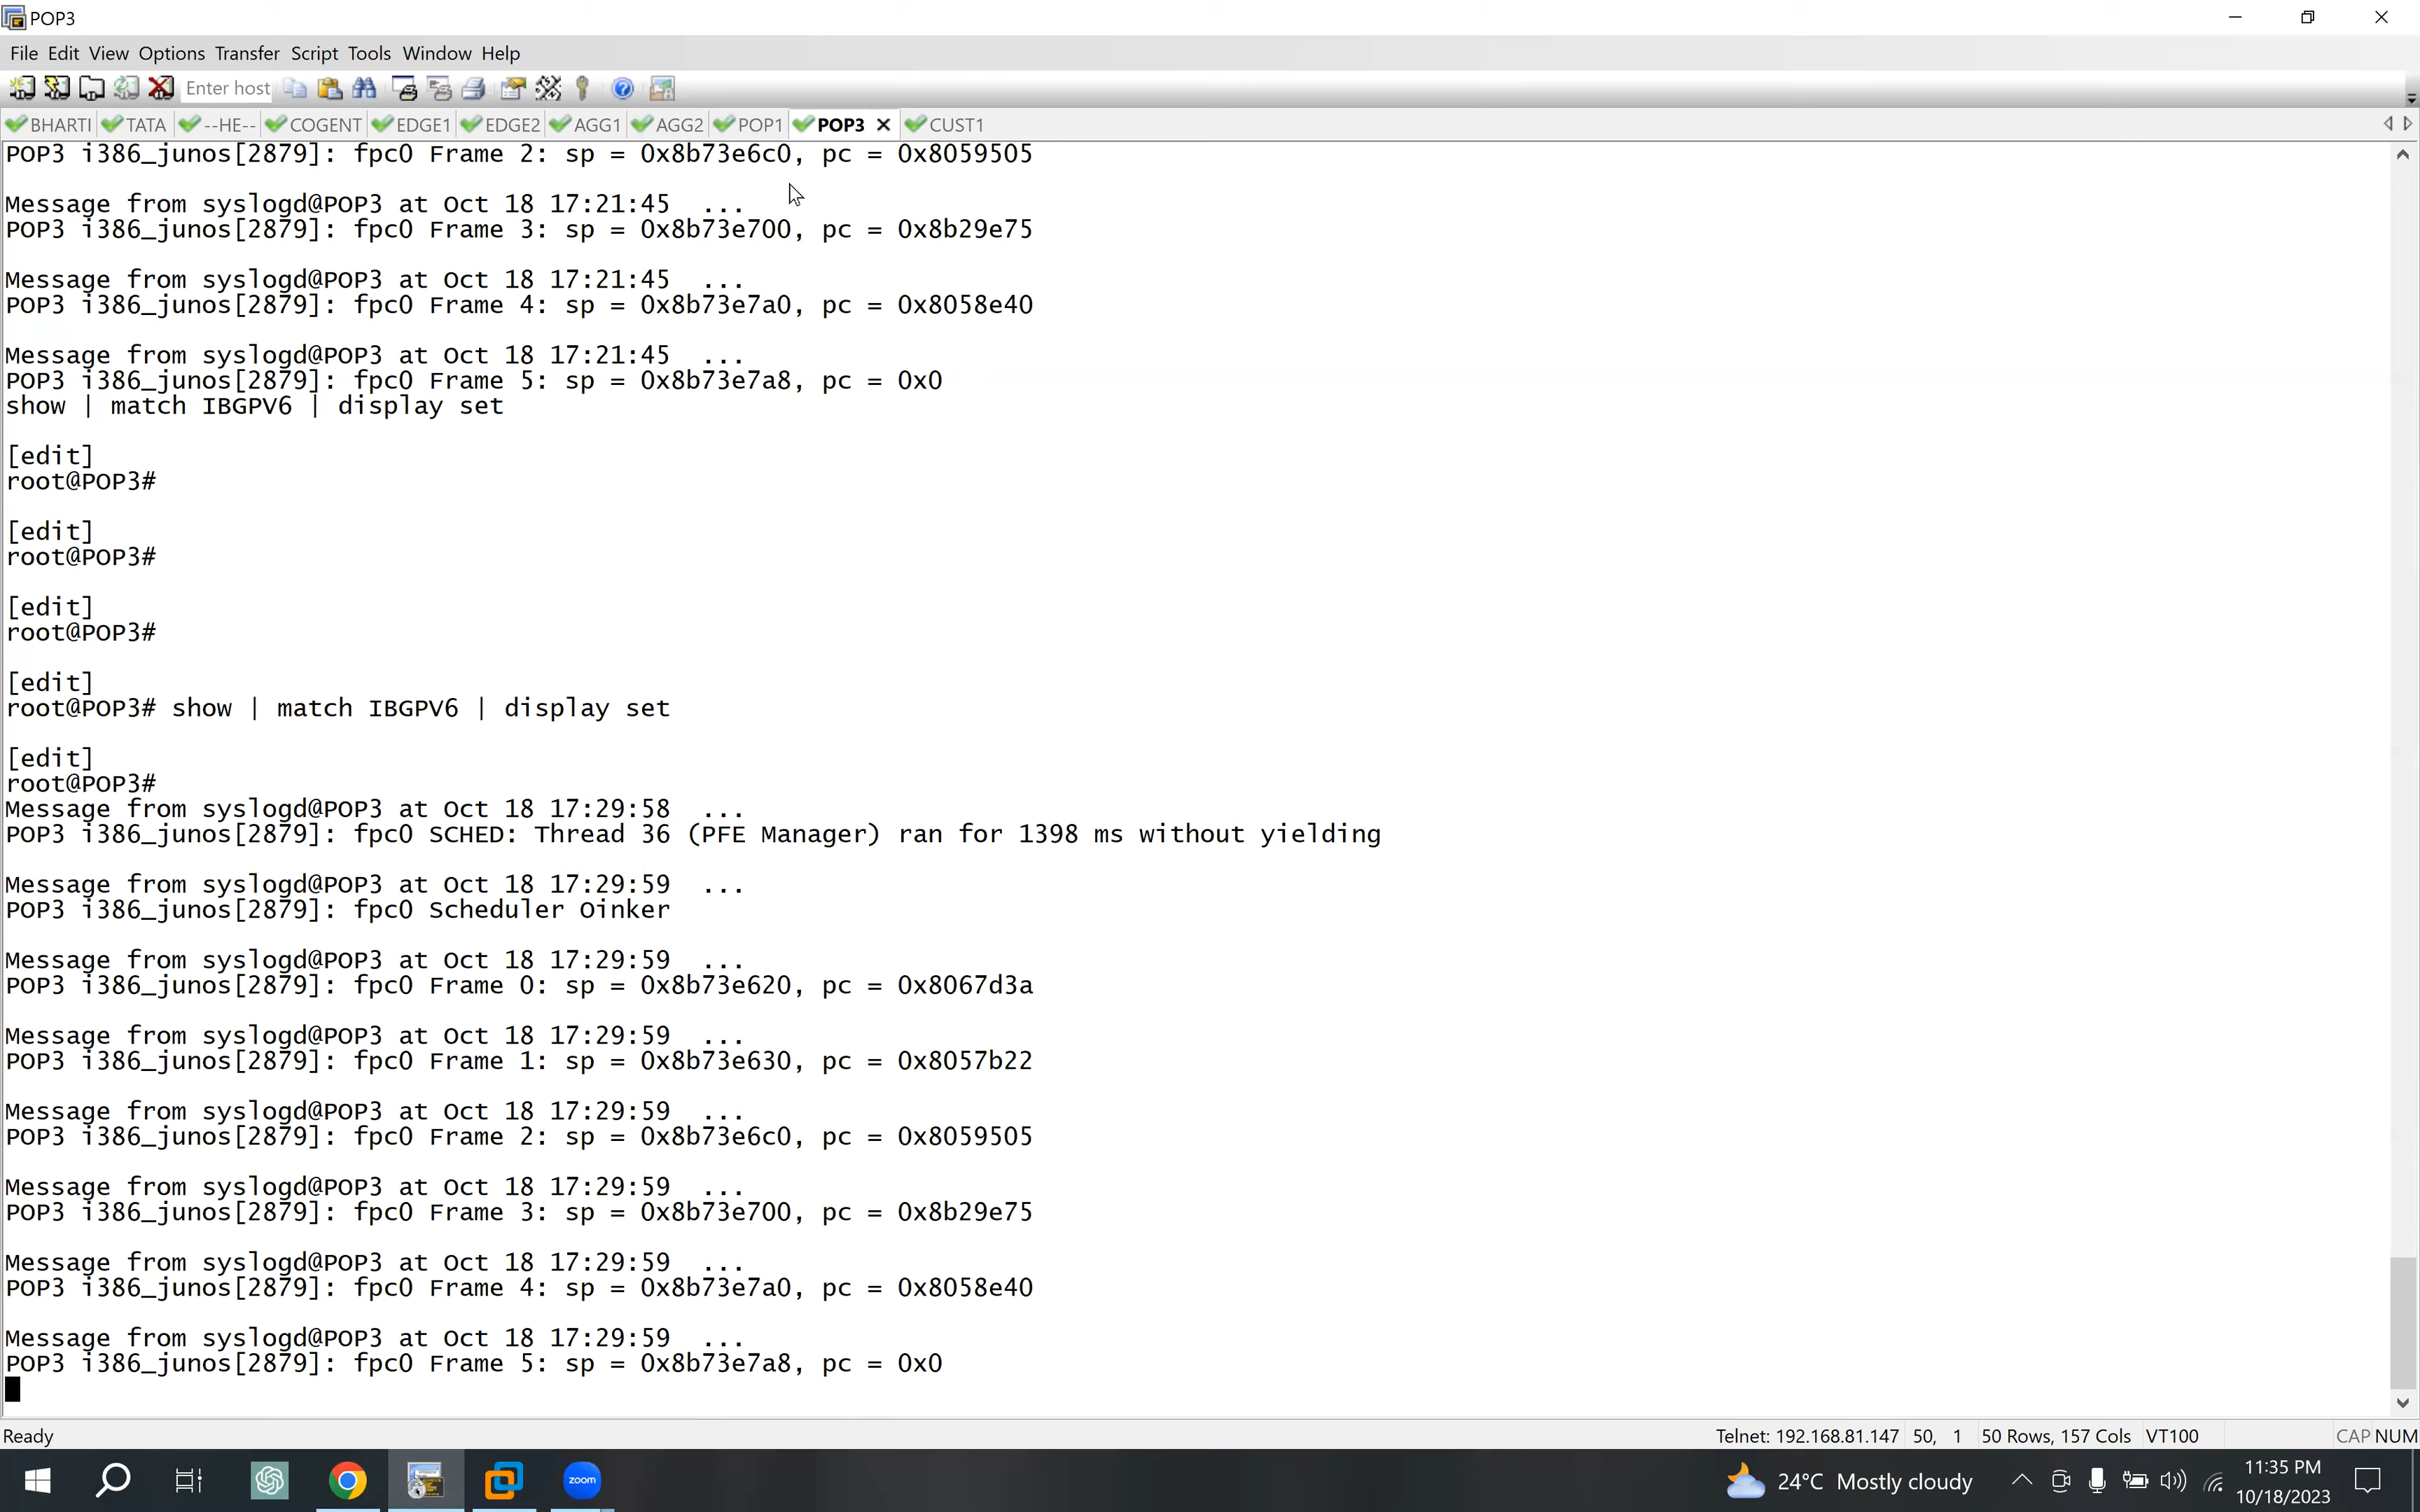 POP3
File Edit View Options Transfer Script Tools Window Help
Enter host
BHARTI TATA --HE-- COGENT EDGE1 EDGE2 AGG1 AGG2 POP1 POP3 CUST1
POP3 i386_junos[2879]: fpc0 Frame 2: sp = 0x8b73e6c0, pc = 0x8059505
Message from syslogd@POP3 at Oct 18 17:21:45 ...
POP3 i386_junos[2879]: fpc0 Frame 3: sp = 0x8b73e700, pc = 0x8b29e75
Message from syslogd@POP3 at Oct 18 17:21:45 ...
POP3 i386_junos[2879]: fpc0 Frame 4: sp = 0x8b73e7a0, pc = 0x8058e40
Message from syslogd@POP3 at Oct 18 17:21:45 ...
POP3 i386_junos[2879]: fpc0 Frame 5: sp = 0x8b73e7a8, pc = 0x0
show | match IBGPV6 | display set
[edit]
root@POP3#
[edit]
root@POP3#
[edit]
root@POP3#
[edit]
root@POP3# show | match IBGPV6 | display set
[edit]
root@POP3#
Message from syslogd@POP3 at Oct 18 17:29:58 ...
POP3 i386_junos[2879]: fpc0 SCHED: Thread 36 (PFE Manager) ran for 1398 ms without yielding
Message from syslogd@POP3 at Oct 18 17:29:59 ...
POP3 i386_junos[2879]: fpc0 Scheduler Oinker
Message from syslogd@POP3 at Oct 18 17:29:59 ...
POP3 i386_junos[2879]: fpc0 Frame 0: sp = 0x8b73e620, pc = 0x8067d3a
Message from syslogd@POP3 at Oct 18 17:29:59 ...
POP3 i386_junos[2879]: fpc0 Frame 1: sp = 0x8b73e630, pc = 0x8057b22
Message from syslogd@POP3 at Oct 18 17:29:59 ...
POP3 i386_junos[2879]: fpc0 Frame 2: sp = 0x8b73e6c0, pc = 0x8059505
Message from syslogd@POP3 at Oct 18 17:29:59 ...
POP3 i386_junos[2879]: fpc0 Frame 3: sp = 0x8b73e700, pc = 0x8b29e75
Message from syslogd@POP3 at Oct 18 17:29:59 ...
POP3 i386_junos[2879]: fpc0 Frame 4: sp = 0x8b73e7a0, pc = 0x8058e40
Message from syslogd@POP3 at Oct 18 17:29:59 ...
POP3 i386_junos[2879]: fpc0 Frame 5: sp = 0x8b73e7a8, pc = 0x0
Ready Telnet: 192.168.81.147 50, 1 50 Rows, 157 Cols VT100 CAP NUM
zoom 24°C Mostly cloudy 11:35 PM
10/18/2023